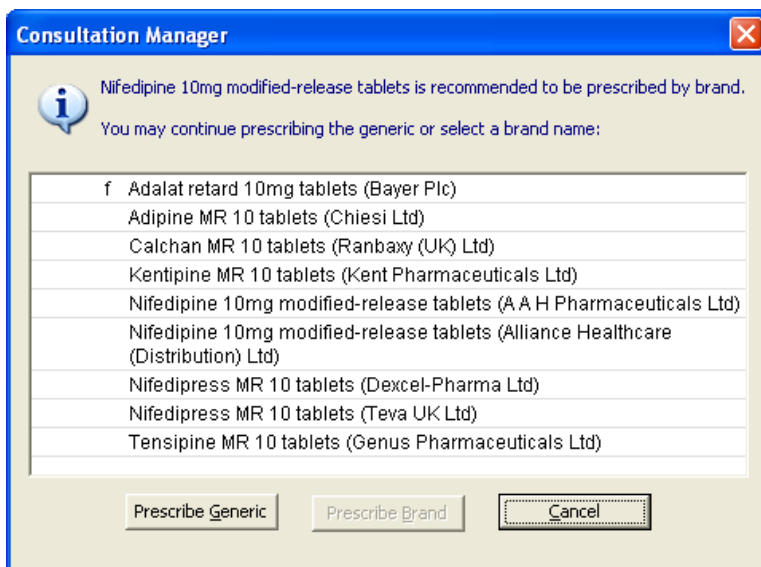 Consultation Manager
Nifedipine 10mg modified-release tablets is recommended to be prescribed by brand.
You may continue prescribing the generic or select a brand name:
f Adalat retard 10mg tablets (Bayer Plc)
Adipine MR 10 tablets (Chiesi Ltd)
Calchan MR 10 tablets (Ranbaxy (UK) Ltd)
Kentipine MR 10 tablets (Kent Pharmaceuticals Ltd)
Nifedipine 10mg modified-release tablets (A A H Pharmaceuticals Ltd)
Nifedipine 10mg modified-release tablets (Alliance Healthcare
(Distribution) Ltd)
Nifedipress MR 10 tablets (Dexcel-Pharma Ltd)
Nifedipress MR 10 tablets (Teva UK Ltd)
Tensipine MR 10 tablets (Genus Pharmaceuticals Ltd)
Prescribe Generic Prescribe Brand Cancel